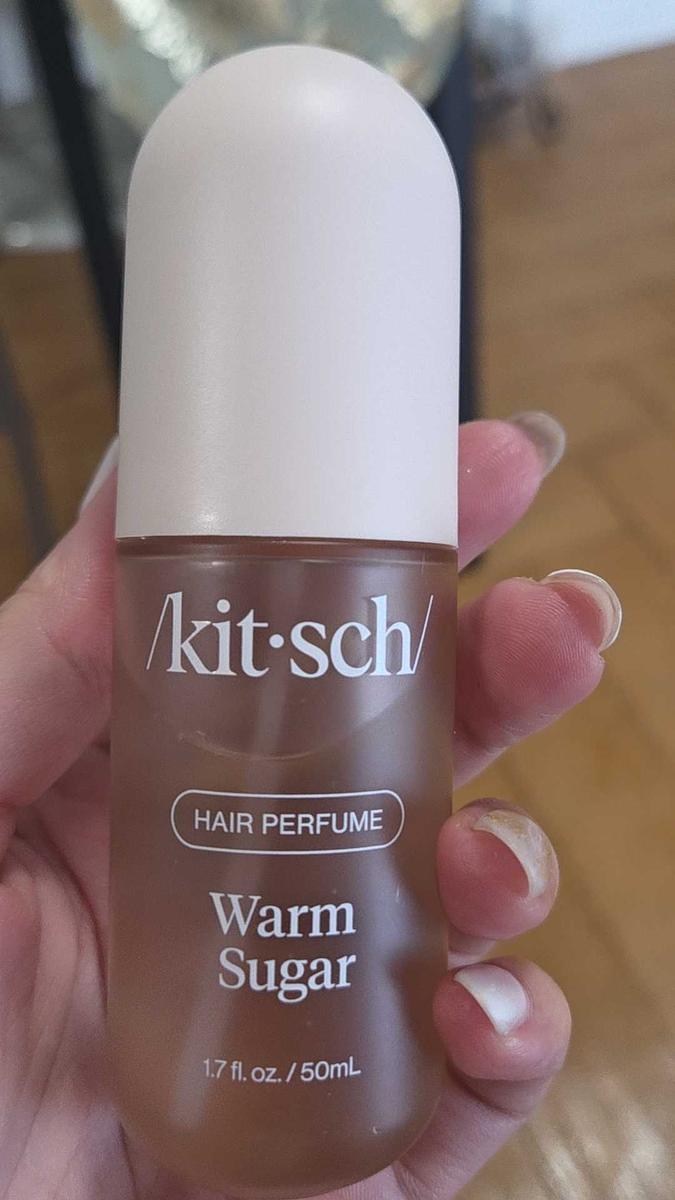 /kit·sch/
HAIR PERFUME
Warm
Sugar
1.7 fl. oz. / 50mL